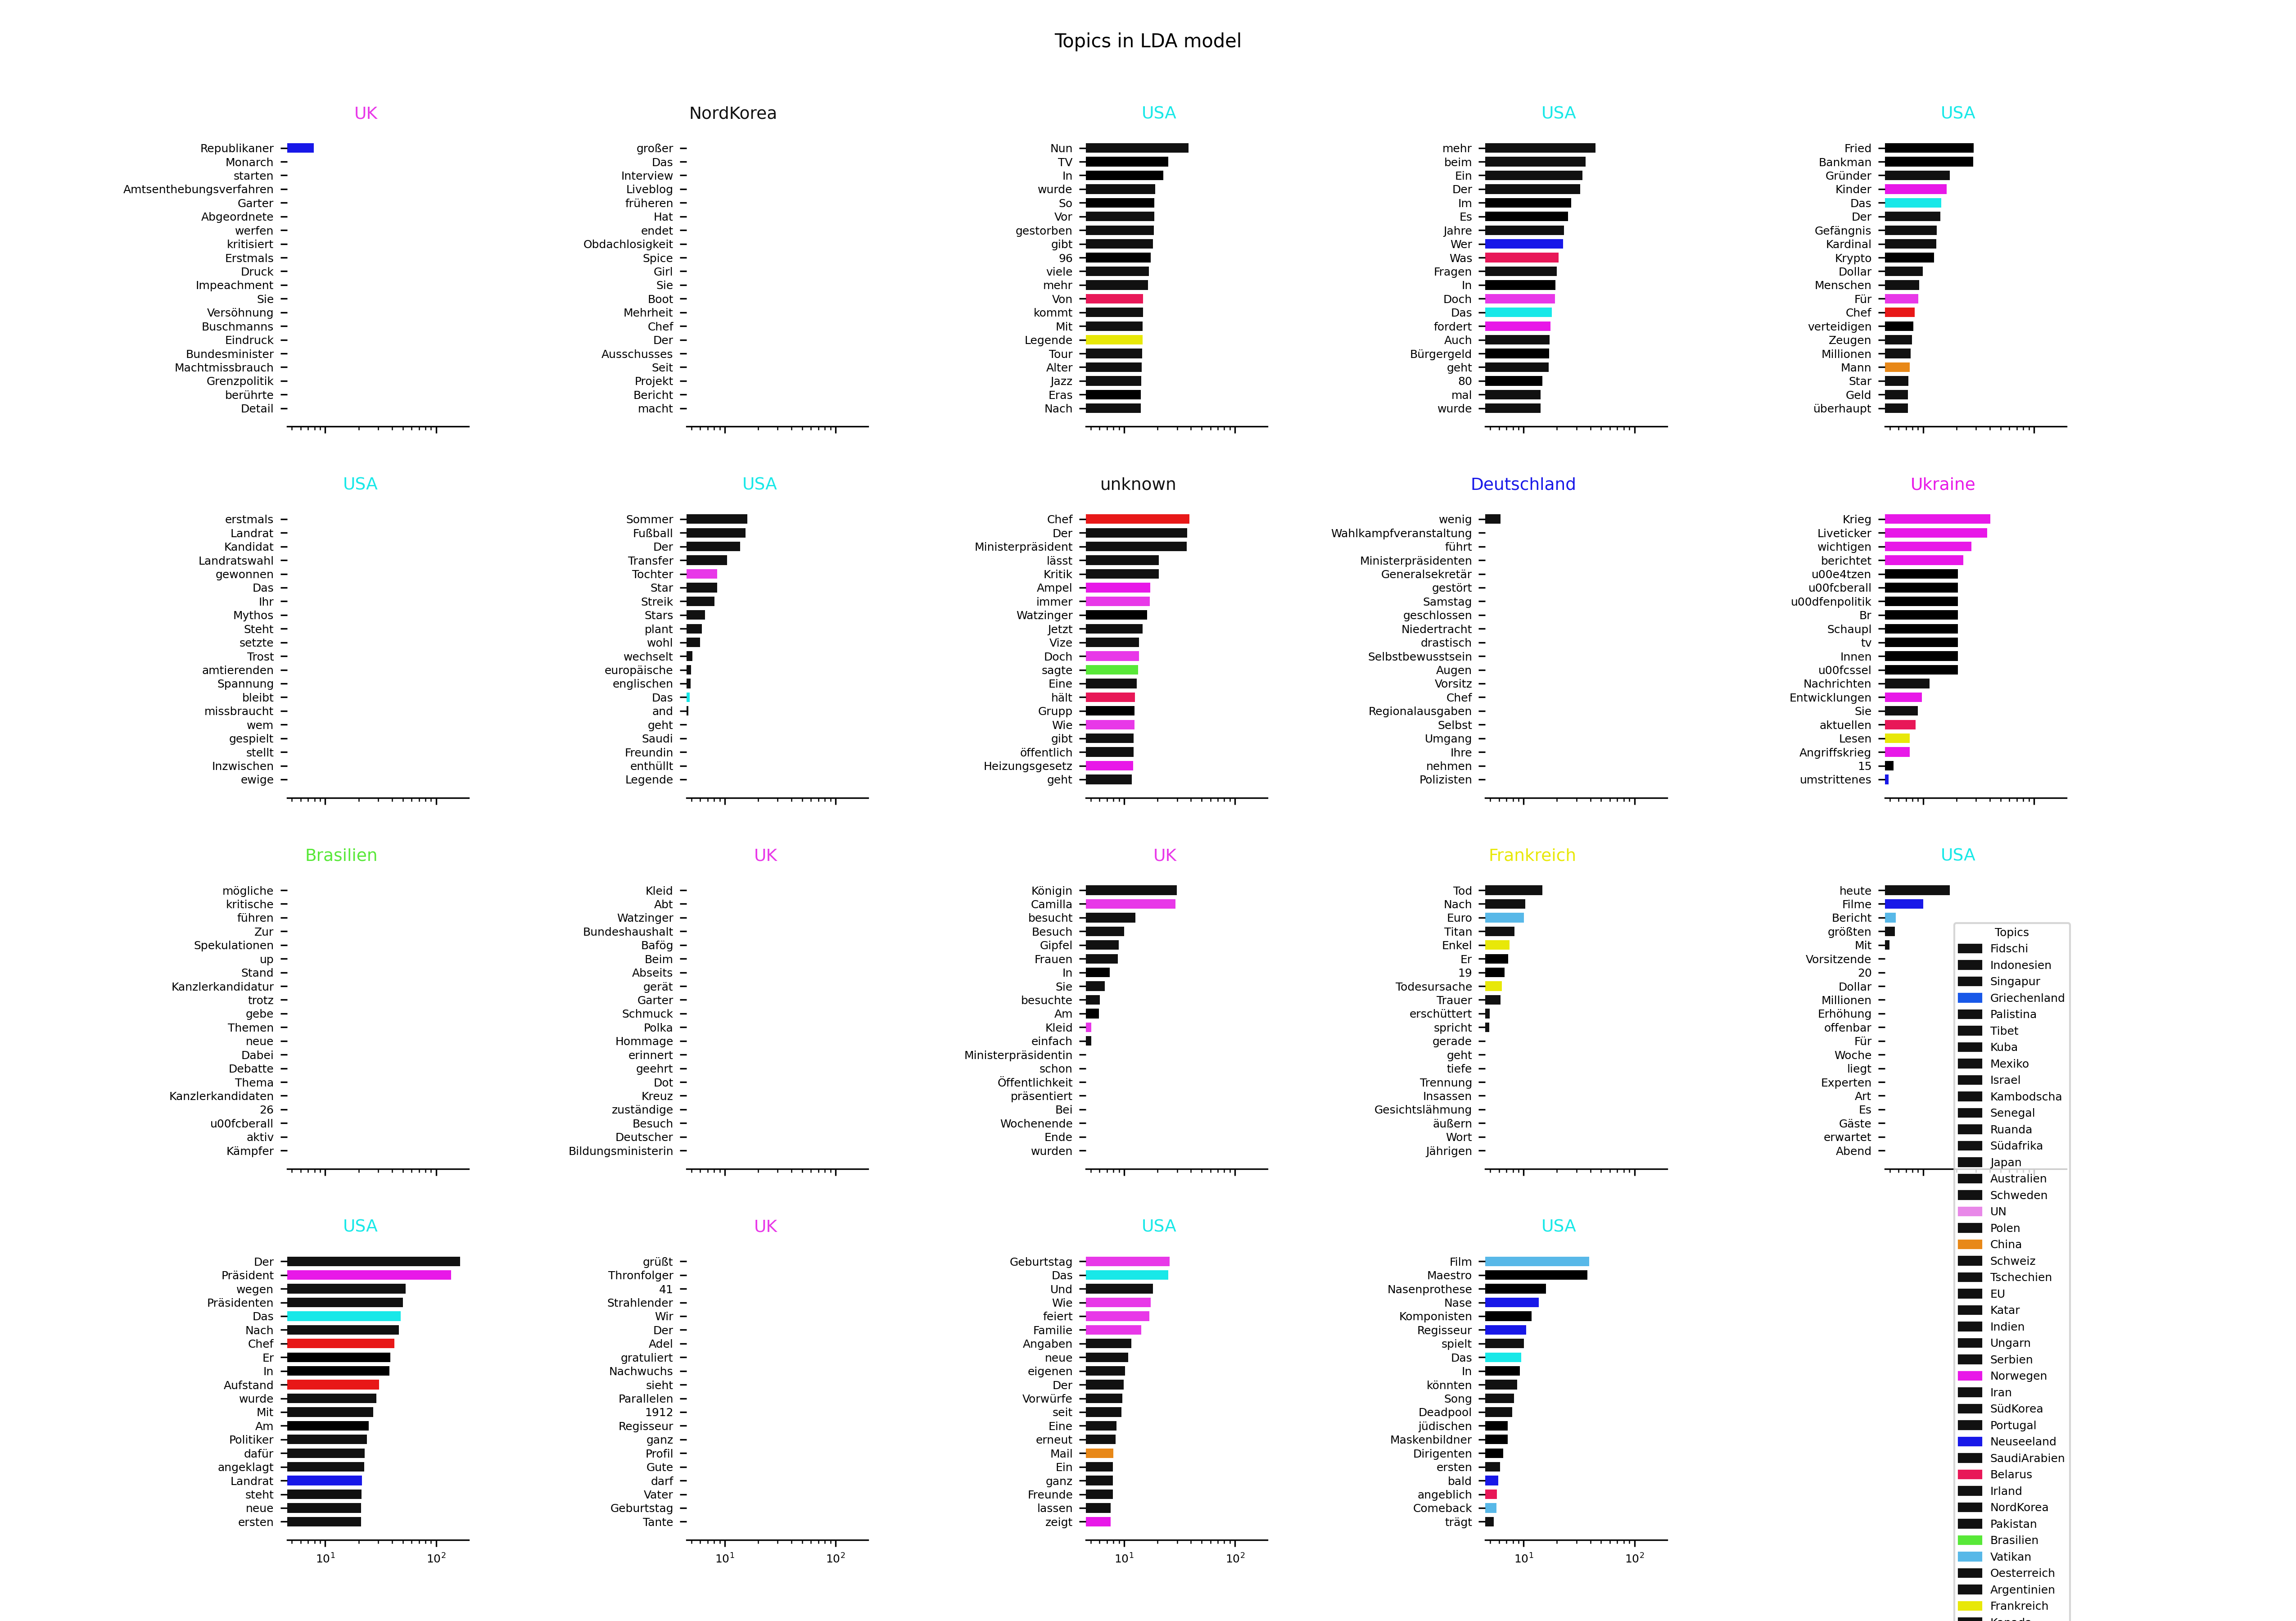 Topics in LDA model
UK
Republikaner
Monarch
starten
Amtsenthebungsverfahren
Garter
Abgeordnete
werfen
kritisiert
Erstmals
Druck
Impeachment
Sie
Versöhnung
Buschmanns
Eindruck
Bundesminister
Machtmissbrauch
Grenzpolitik
berührte
Detail
NordKorea
großer
Das
Interview
Liveblog
früheren
Hat
endet
Obdachlosigkeit
Spice
Girl
Sie
Boot
Mehrheit
Chef
Der
Ausschusses
Seit
Projekt
Bericht
macht
USA
Nun
TV
In
wurde
So
Vor
gestorben
gibt
96
viele
mehr
Von
kommt
Mit
Legende
Tour
Alter
Jazz
Eras
Nach
USA
mehr
beim
Ein
Der
Im
Es
Jahre
Wer
Was
Fragen
In
Doch
Das
fordert
Auch
Bürgergeld
geht
80
mal
wurde
USA
Fried
Bankman
Gründer
Kinder
Das
Der
Gefängnis
Kardinal
Krypto
Dollar
Menschen
Für
Chef
verteidigen
Zeugen
Millionen
Mann
Star
Geld
überhaupt
USA
erstmals
Landrat
Kandidat
Landratswahl
gewonnen
Das
Ihr
Mythos
Steht
setzte
Trost
amtierenden
Spannung
bleibt
missbraucht
wem
gespielt
stellt
Inzwischen
ewige
USA
Sommer
Fußball
Der
Transfer
Tochter
Star
Streik
Stars
plant
wohl
wechselt
europäische
englischen
Das
and
geht
Saudi
Freundin
enthüllt
Legende
unknown
Chef
Der
Ministerpräsident
lässt
Kritik
Ampel
immer
Watzinger
Jetzt
Vize
Doch
sagte
Eine
hält
Grupp
Wie
gibt
öffentlich
Heizungsgesetz
geht
Deutschland
wenig
Wahlkampfveranstaltung
führt
Ministerpräsidenten
Generalsekretär
gestört
Samstag
geschlossen
Niedertracht
drastisch
Selbstbewusstsein
Augen
Vorsitz
Chef
Regionalausgaben
Selbst
Umgang
Ihre
nehmen
Polizisten
Ukraine
Krieg
Liveticker
wichtigen
berichtet
u00e4tzen
u00fcberall
u00dfenpolitik
Br
Schaupl
tv
Innen
u00fcssel
Nachrichten
Entwicklungen
Sie
aktuellen
Lesen
Angriffskrieg
15
umstrittenes
Brasilien
mögliche
kritische
führen
Zur
Spekulationen
up
Stand
Kanzlerkandidatur
trotz
gebe
Themen
neue
Dabei
Debatte
Thema
Kanzlerkandidaten
26
u00fcberall
aktiv
Kämpfer
UK
Kleid
Abt
Watzinger
Bundeshaushalt
Bafög
Beim
Abseits
gerät
Garter
Schmuck
Polka
Hommage
erinnert
geehrt
Dot
Kreuz
zuständige
Besuch
Deutscher
Bildungsministerin
UK
Königin
Camilla
besucht
Besuch
Gipfel
Frauen
In
Sie
besuchte
Am
Kleid
einfach
Ministerpräsidentin
schon
Öffentlichkeit
präsentiert
Bei
Wochenende
Ende
wurden
Frankreich
Tod
Nach
Euro
Titan
Enkel
Er
19
Todesursache
Trauer
erschüttert
spricht
gerade
geht
tiefe
Trennung
Insassen
Gesichtslähmung
äußern
Wort
Jährigen
USA
heute
Filme
Bericht
größten
Mit
Vorsitzende
20
Dollar
Millionen
Erhöhung
offenbar
Für
Woche
liegt
Experten
Art
Es
Gäste
erwartet
Abend
USA
Der
Präsident
wegen
Präsidenten
Das
Nach
Chef
Er
In
Aufstand
wurde
Mit
Am
Politiker
dafür
angeklagt
Landrat
steht
neue
ersten
10¹ 10²
UK
grüßt
Thronfolger
41
Strahlender
Wir
Der
Adel
gratuliert
Nachwuchs
sieht
Parallelen
1912
Regisseur
ganz
Profil
Gute
darf
Vater
Geburtstag
Tante
10¹ 10²
USA
Geburtstag
Das
Und
Wie
feiert
Familie
Angaben
neue
eigenen
Der
Vorwürfe
seit
Eine
erneut
Mail
Ein
ganz
Freunde
lassen
zeigt
10¹ 10²
USA
Film
Maestro
Nasenprothese
Nase
Komponisten
Regisseur
spielt
Das
In
könnten
Song
Deadpool
jüdischen
Maskenbildner
Dirigenten
ersten
bald
angeblich
Comeback
trägt
10¹ 10²
Topics
Fidschi
Indonesien
Singapur
Griechenland
Palistina
Tibet
Kuba
Mexiko
Israel
Kambodscha
Senegal
Ruanda
Südafrika
Japan
Australien
Schweden
UN
Polen
China
Schweiz
Tschechien
EU
Katar
Indien
Ungarn
Serbien
Norwegen
Iran
SüdKorea
Portugal
Neuseeland
SaudiArabien
Belarus
Irland
NordKorea
Pakistan
Brasilien
Vatikan
Oesterreich
Argentinien
Frankreich